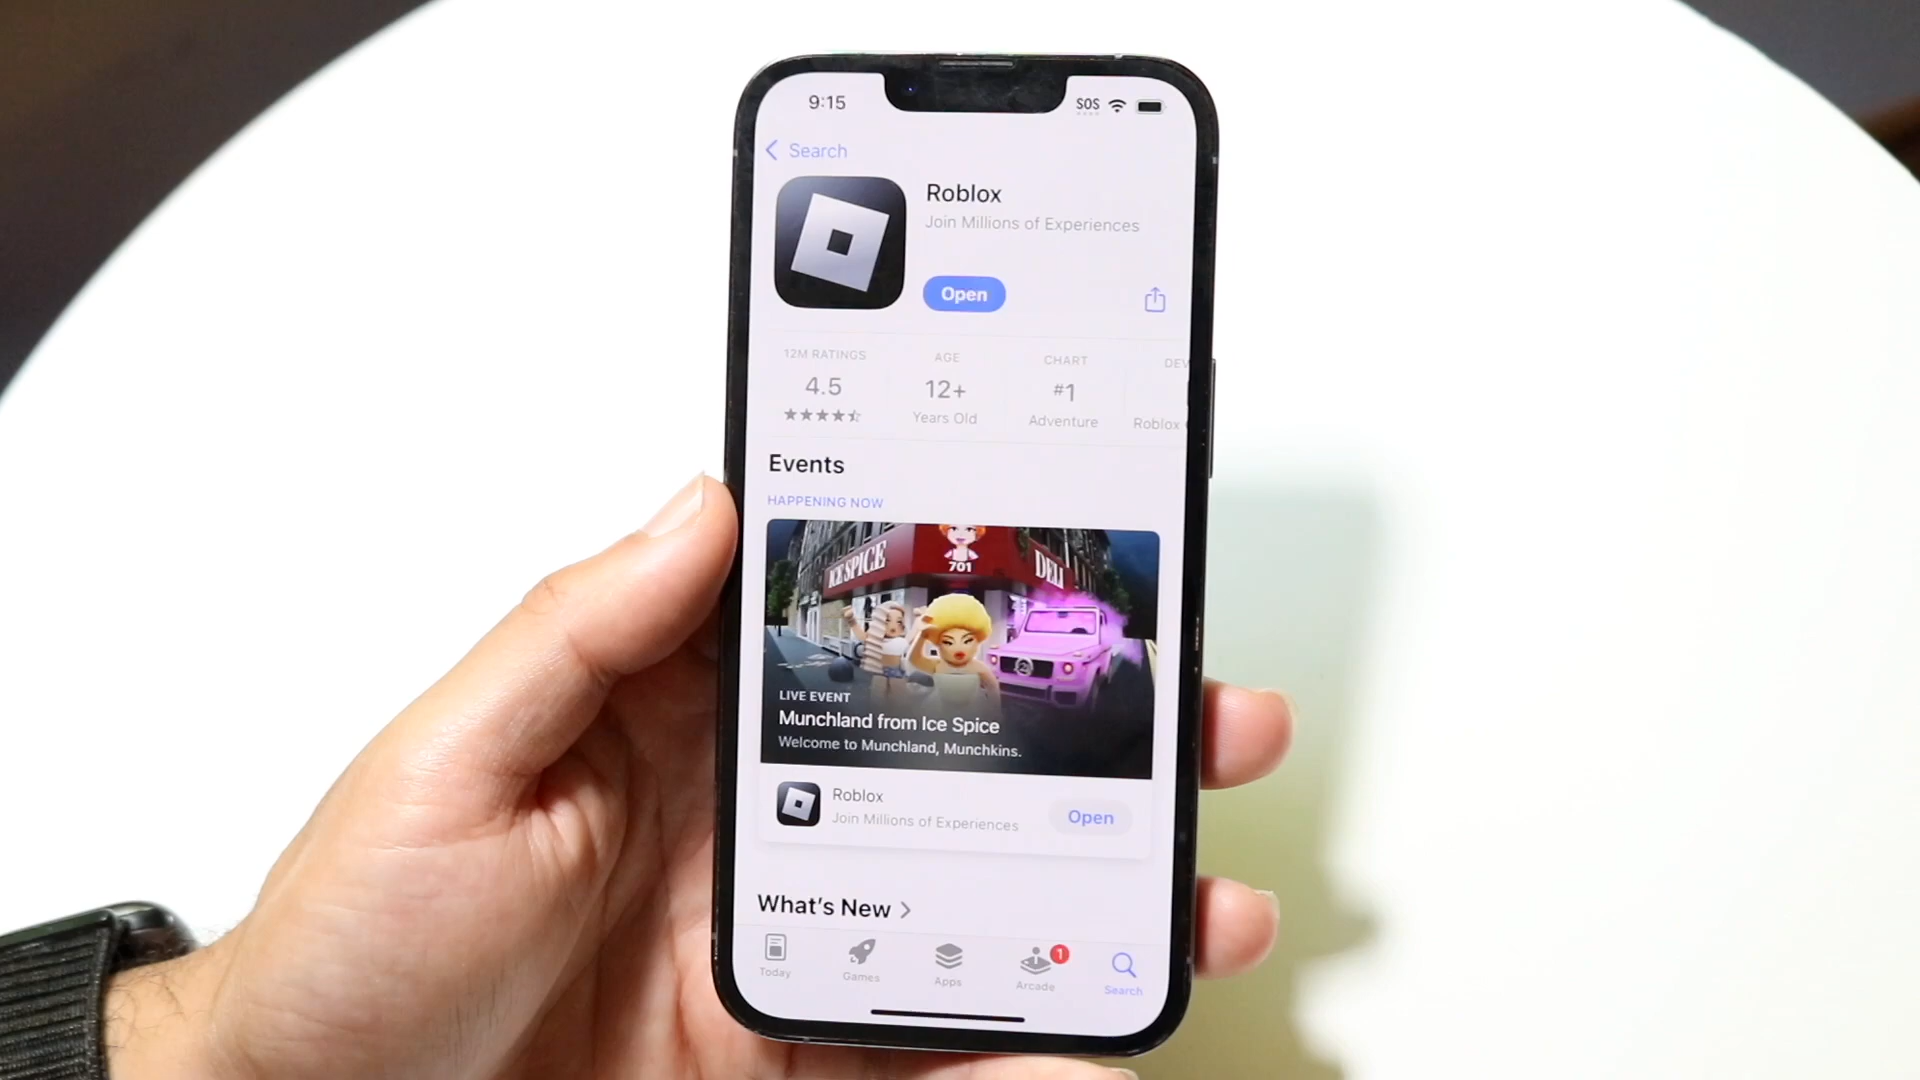 9:15
SOS
Search
Roblox
Join Millions of Experiences
Open
12M RATINGS
4.5
AGE
12+
Years Old
CHART
#1
Adventure
DEV
Roblox
Events
HAPPENING NOW
ICE SPICE
701
DELI
LIVE EVENT
Munchland from Ice Spice
Welcome to Munchland, Munchkins.
Roblox
Join Millions of Experiences
Open
What's New
Today
Games
Apps
Arcade
1
Search